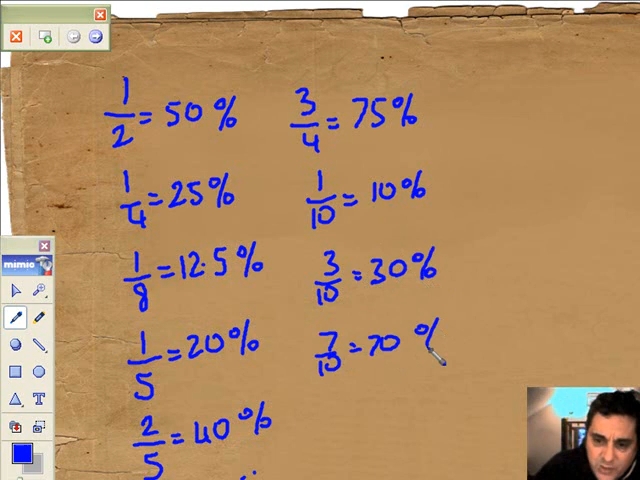 1/2 = 50%
3/4 = 75%
1/4 = 25%
1/10 = 10%
1/8 = 12.5%
3/10 = 30%
1/5 = 20%
7/10 = 70%
2/5 = 40%
mimio